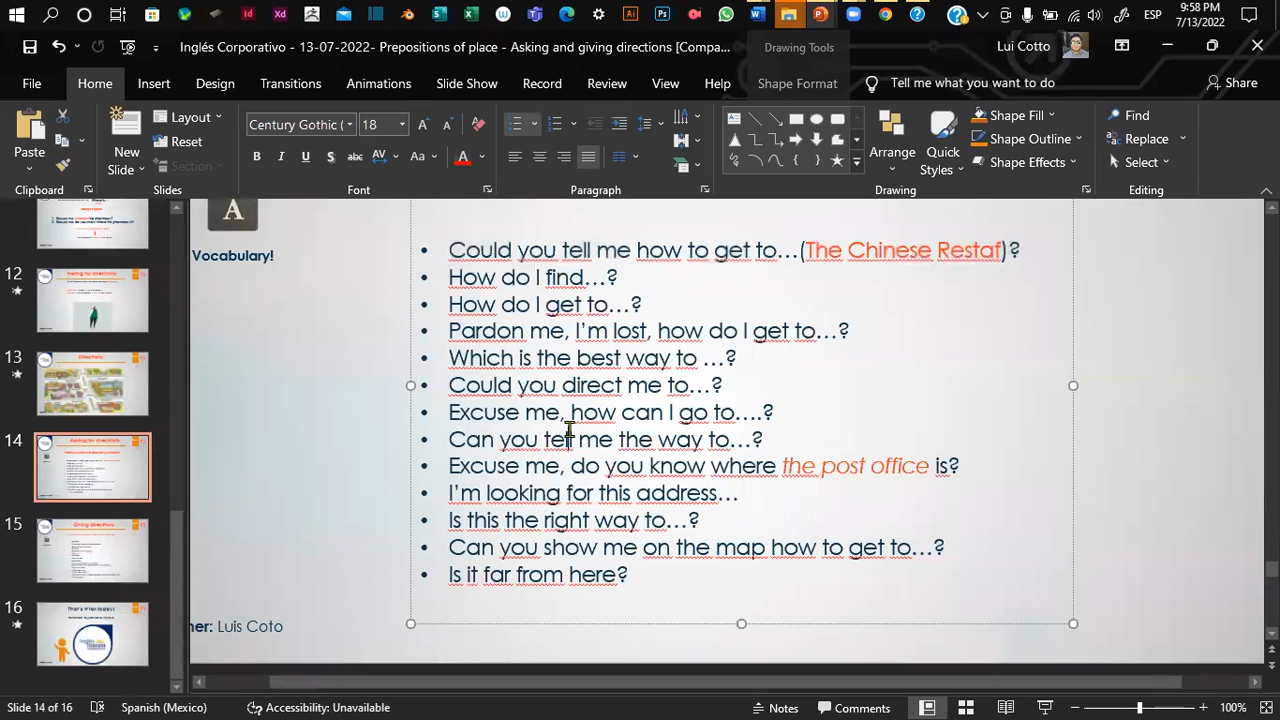 9:58 PM
ESP
7/13/2022
Inglés Corporativo - 13-07-2022- Prepositions of place - Asking and giving directions [Compa...
Drawing Tools
Lui Cotto
File
Home
Insert
Design
Transitions
Animations
Slide Show
Record
Review
View
Help
Shape Format
Tell me what you want to do
Share
Paste
New Slide
Layout
Reset
Section
Century Gothic (
18
Arrange
Quick Styles
Shape Fill
Shape Outline
Shape Effects
Find
Replace
Select
Clipboard
Slides
Font
Paragraph
Drawing
Editing
12
13
14
15
16
A
Vocabulary!
• Could you tell me how to get to…(The Chinese Restaf)?
• How do I find…?
• How do I get to…?
• Pardon me, I’m lost, how do I get to…?
• Which is the best way to …?
• Could you direct me to…?
• Excuse me, how can I go to….?
• Can you tell me the way to…?
• Excuse me, do you know where the post office is?
• I’m looking for this address…
• Is this the right way to…?
• Can you show me on the map how to get to…?
• Is it far from here?
her: Luis Coto
Slide 14 of 16
Spanish (Mexico)
Accessibility: Unavailable
Notes
Comments
100%